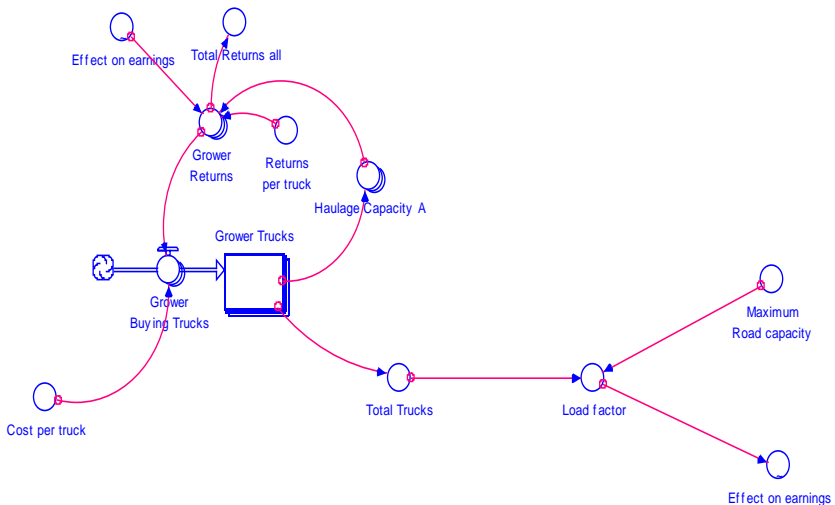 Effect on earnings
Total Returns all
Grower
Returns
Returns
per truck
Haulage Capacity A
Grower Trucks
Grower
Buying Trucks
Maximum
Road capacity
Cost per truck
Total Trucks
Load factor
Effect on earnings